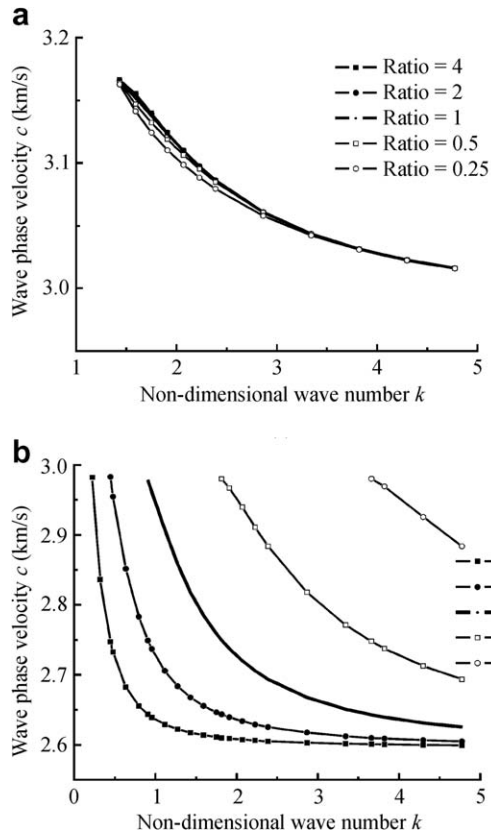 a
3.2
3.1
3.0
Wave phase velocity c (km/s)
Ratio = 4
Ratio = 2
Ratio = 1
Ratio = 0.5
Ratio = 0.25
1 2 3 4 5
Non-dimensional wave number k
b
3.0
2.9
2.8
2.7
2.6
Wave phase velocity c (km/s)
0 1 2 3 4 5
Non-dimensional wave number k